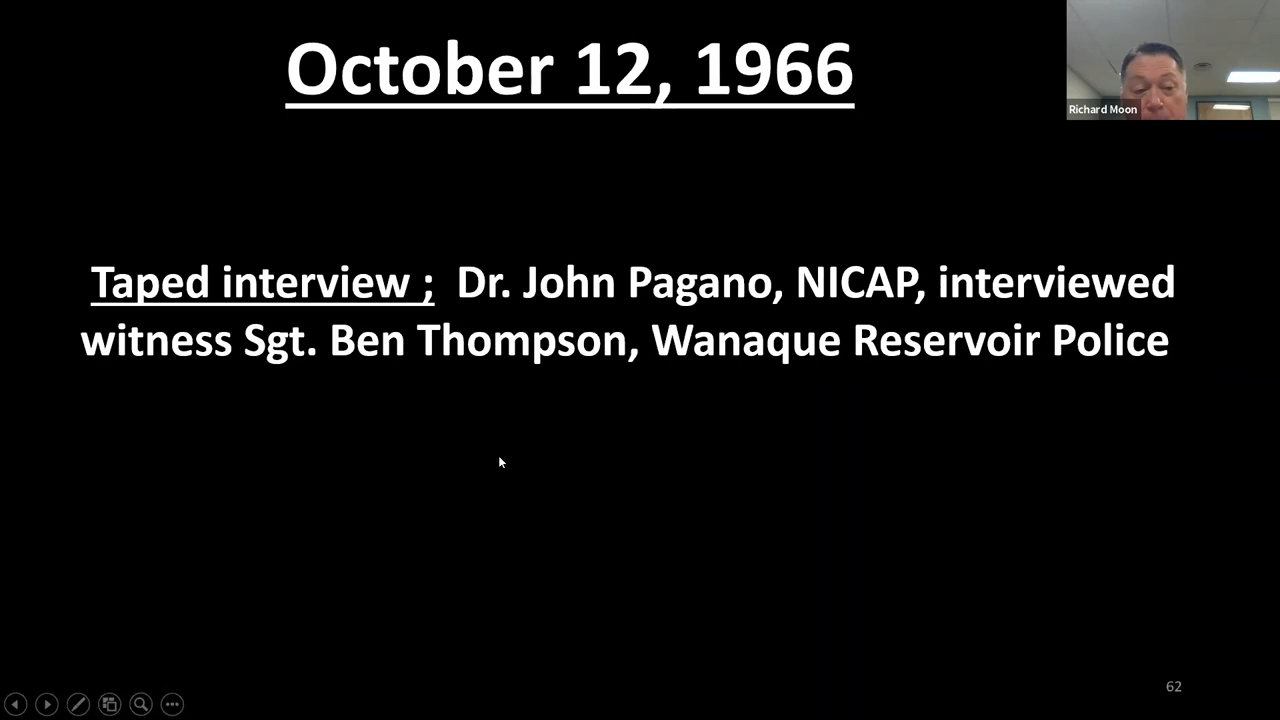 October 12, 1966
Richard Moon
Taped interview ;  Dr. John Pagano, NICAP, interviewed
witness Sgt. Ben Thompson, Wanaque Reservoir Police
62